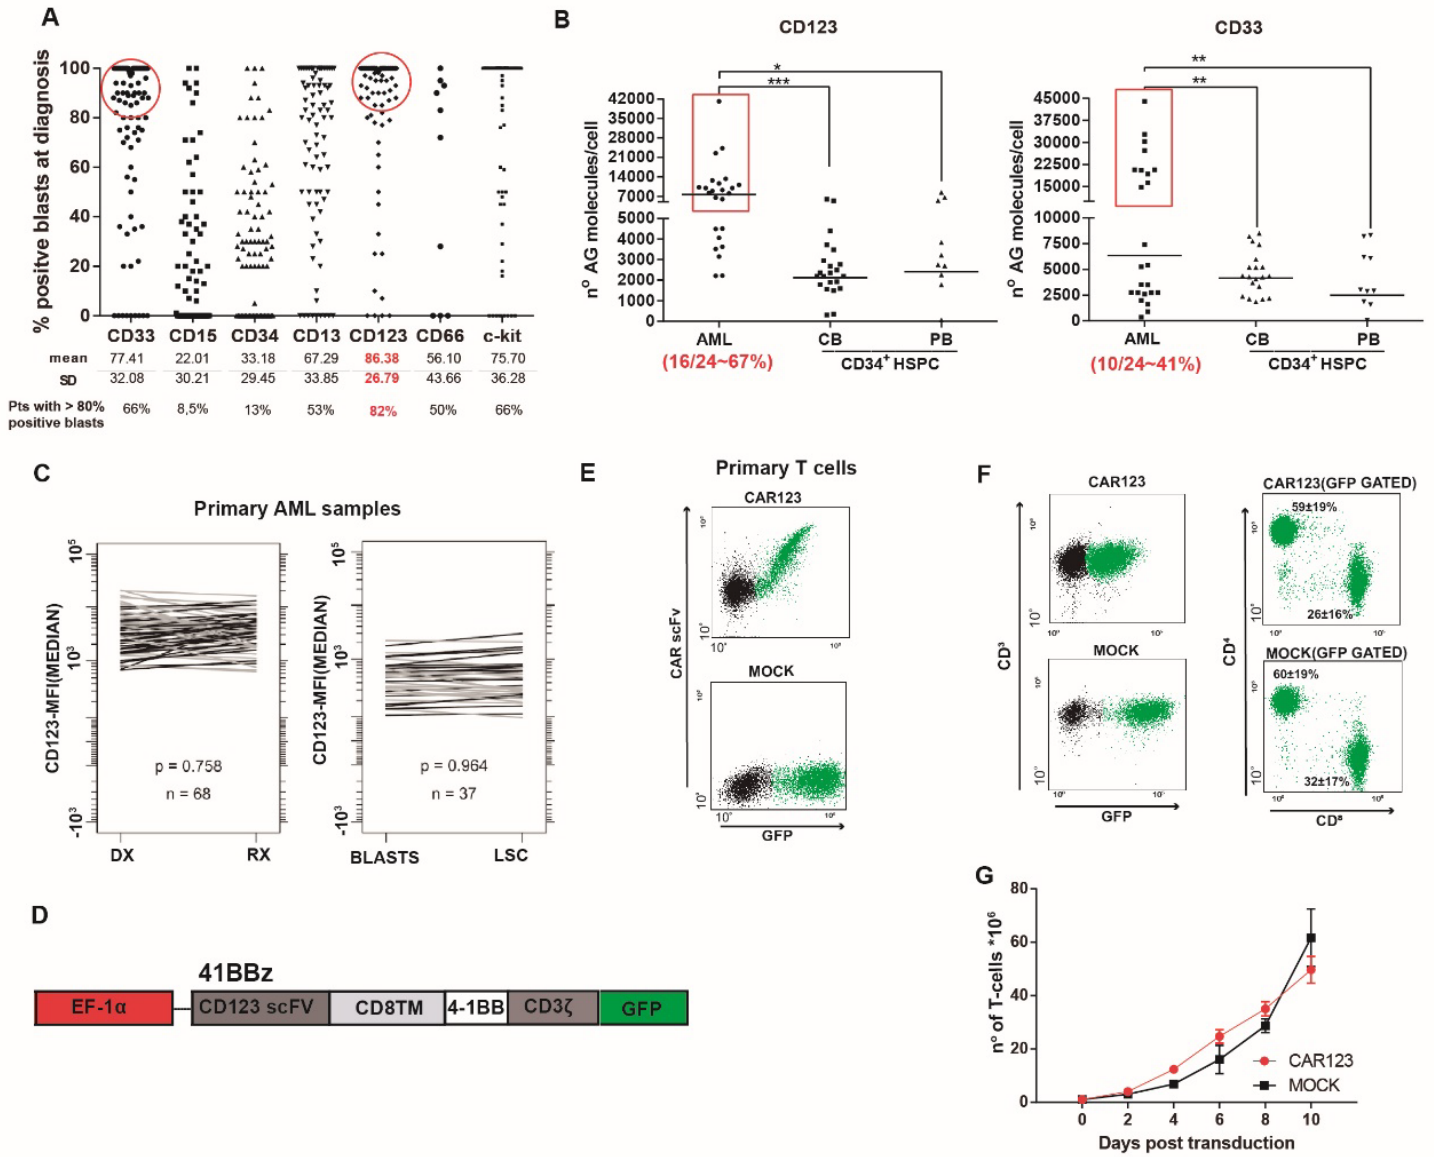 A
% positve blasts at diagnosis
100
80
60
40
20
0
CD33 CD15 CD34 CD13 CD123 CD66 c-kit
mean 77.41 22.01 33.18 67.29 86.38 56.10 75.70
SD 32.08 30.21 29.45 33.85 26.79 43.66 36.28
Pts with > 80% positive blasts 66% 8,5% 13% 53% 82% 50% 66%
B
CD123
nº AG molecules/cell
*
***
42000
35000
28000
21000
14000
7000
5000
4000
3000
2000
1000
0
AML CB PB
(16/24~67%) CD34+ HSPC
CD33
nº AG molecules/cell
**
**
45000
37500
30000
22500
15000
10000
7500
5000
2500
0
AML CB PB
(10/24~41%) CD34+ HSPC
C
Primary AML samples
CD123-MFI(MEDIAN)
10⁵
10³
-10³
p = 0.758
n = 68
DX RX
CD123-MFI(MEDIAN)
10⁵
10³
-10³
p = 0.964
n = 37
BLASTS LSC
D
41BBz
EF-1α CD123 scFV CD8TM 4-1BB CD3ζ GFP
E
Primary T cells
CAR123
CAR scFv
MOCK
GFP
F
CAR123
CD³
MOCK
GFP
CAR123(GFP GATED)
59±19%
26±16%
CD⁴
MOCK(GFP GATED)
60±19%
32±17%
CD⁸
G
nº of T-cells *10⁶
80
60
40
20
0
CAR123
MOCK
0 2 4 6 8 10
Days post transduction